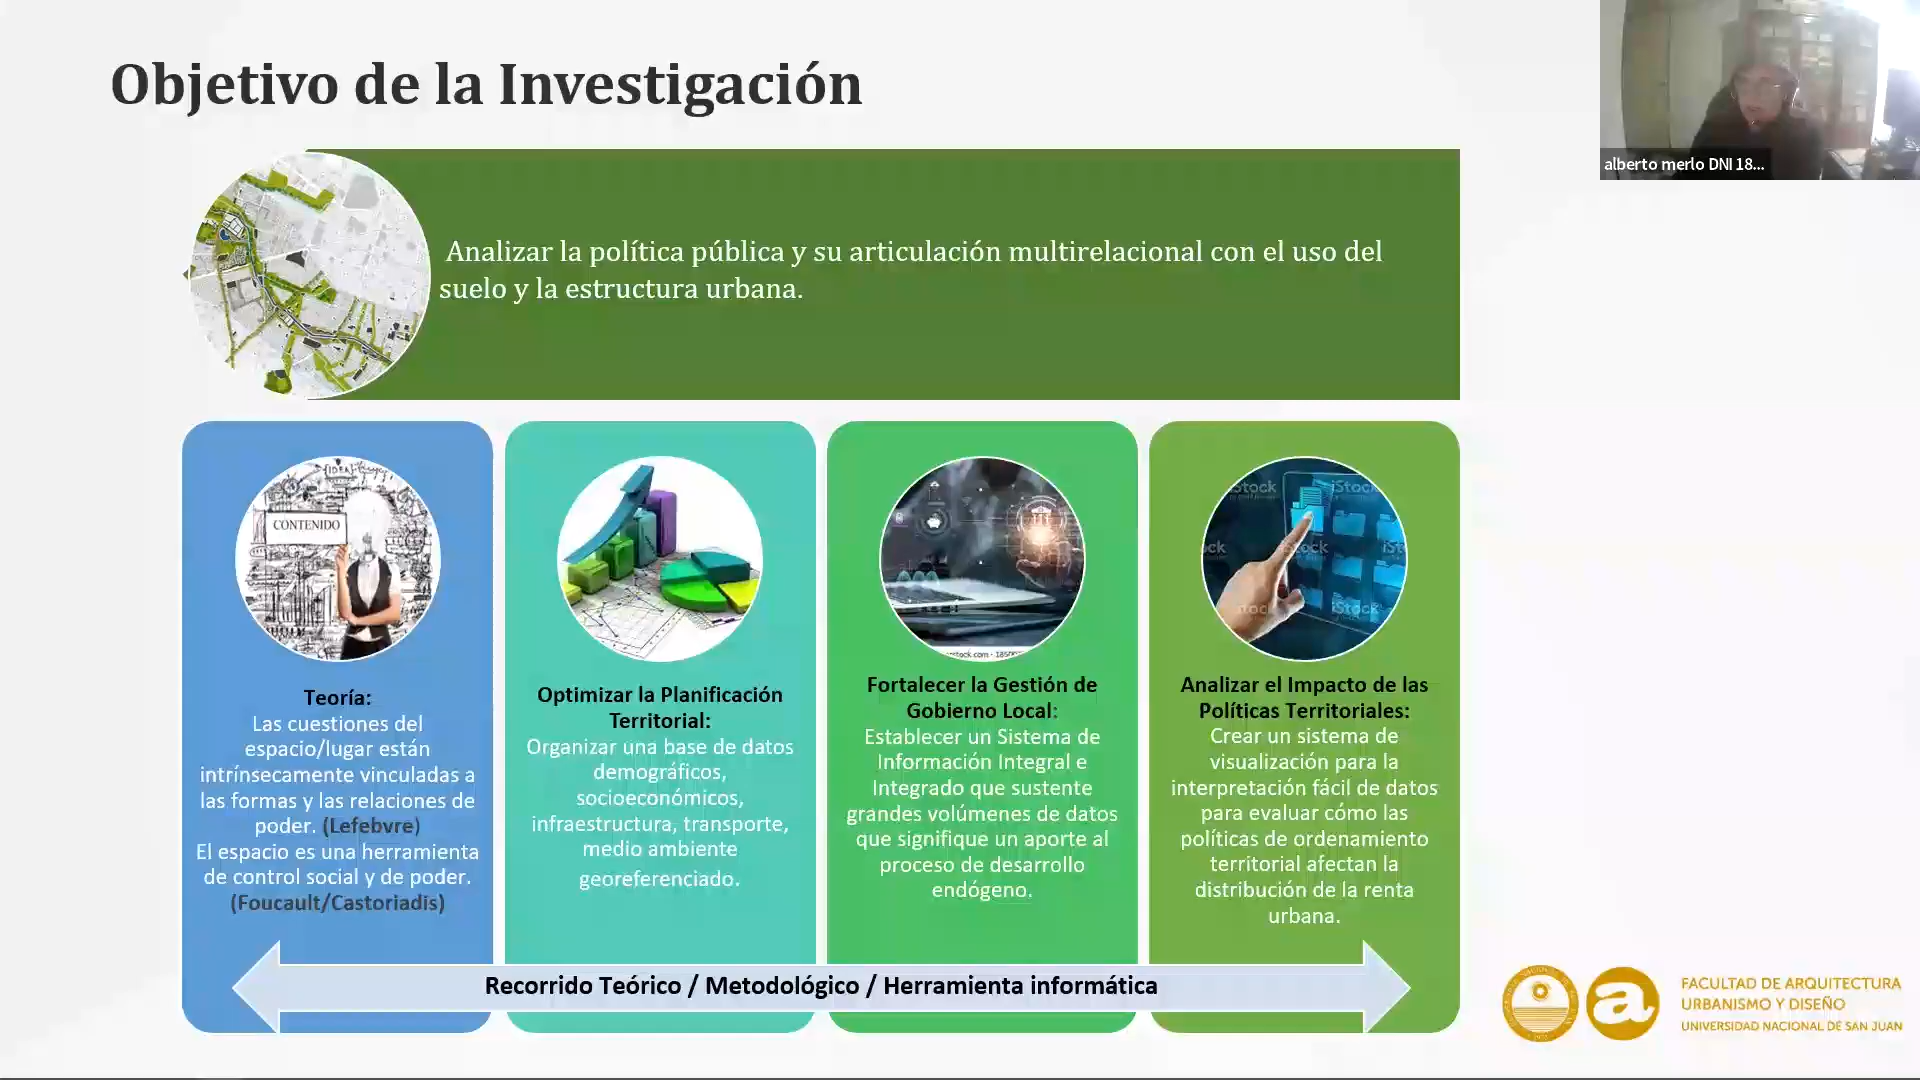 Objetivo de la Investigación
alberto merlo DNI 18...
Analizar la política pública y su articulación multirelacional con el uso del
suelo y la estructura urbana.
CONTENIDO
Teoría:
Las cuestiones del
espacio/lugar están
intrínsecamente vinculadas a
las formas y las relaciones de
poder. (Lefebvre)
El espacio es una herramienta
de control social y de poder.
(Foucault/Castoriadis)
Optimizar la Planificación
Territorial:
Organizar una base de datos
demográficos,
socioeconómicos,
infraestructura, transporte,
medio ambiente
georeferenciado.
Fortalecer la Gestión de
Gobierno Local:
Establecer un Sistema de
Información Integral e
Integrado que sustente
grandes volúmenes de datos
que signifique un aporte al
proceso de desarrollo
endógeno.
iStock
iStock
iStock
Analizar el Impacto de las
Políticas Territoriales:
Crear un sistema de
visualización para la
interpretación fácil de datos
para evaluar cómo las
políticas de ordenamiento
territorial afectan la
distribución de la renta
urbana.
Recorrido Teórico / Metodológico / Herramienta informática
a
FACULTAD DE ARQUITECTURA
URBANISMO Y DISEÑO
UNIVERSIDAD NACIONAL DE SAN JUAN